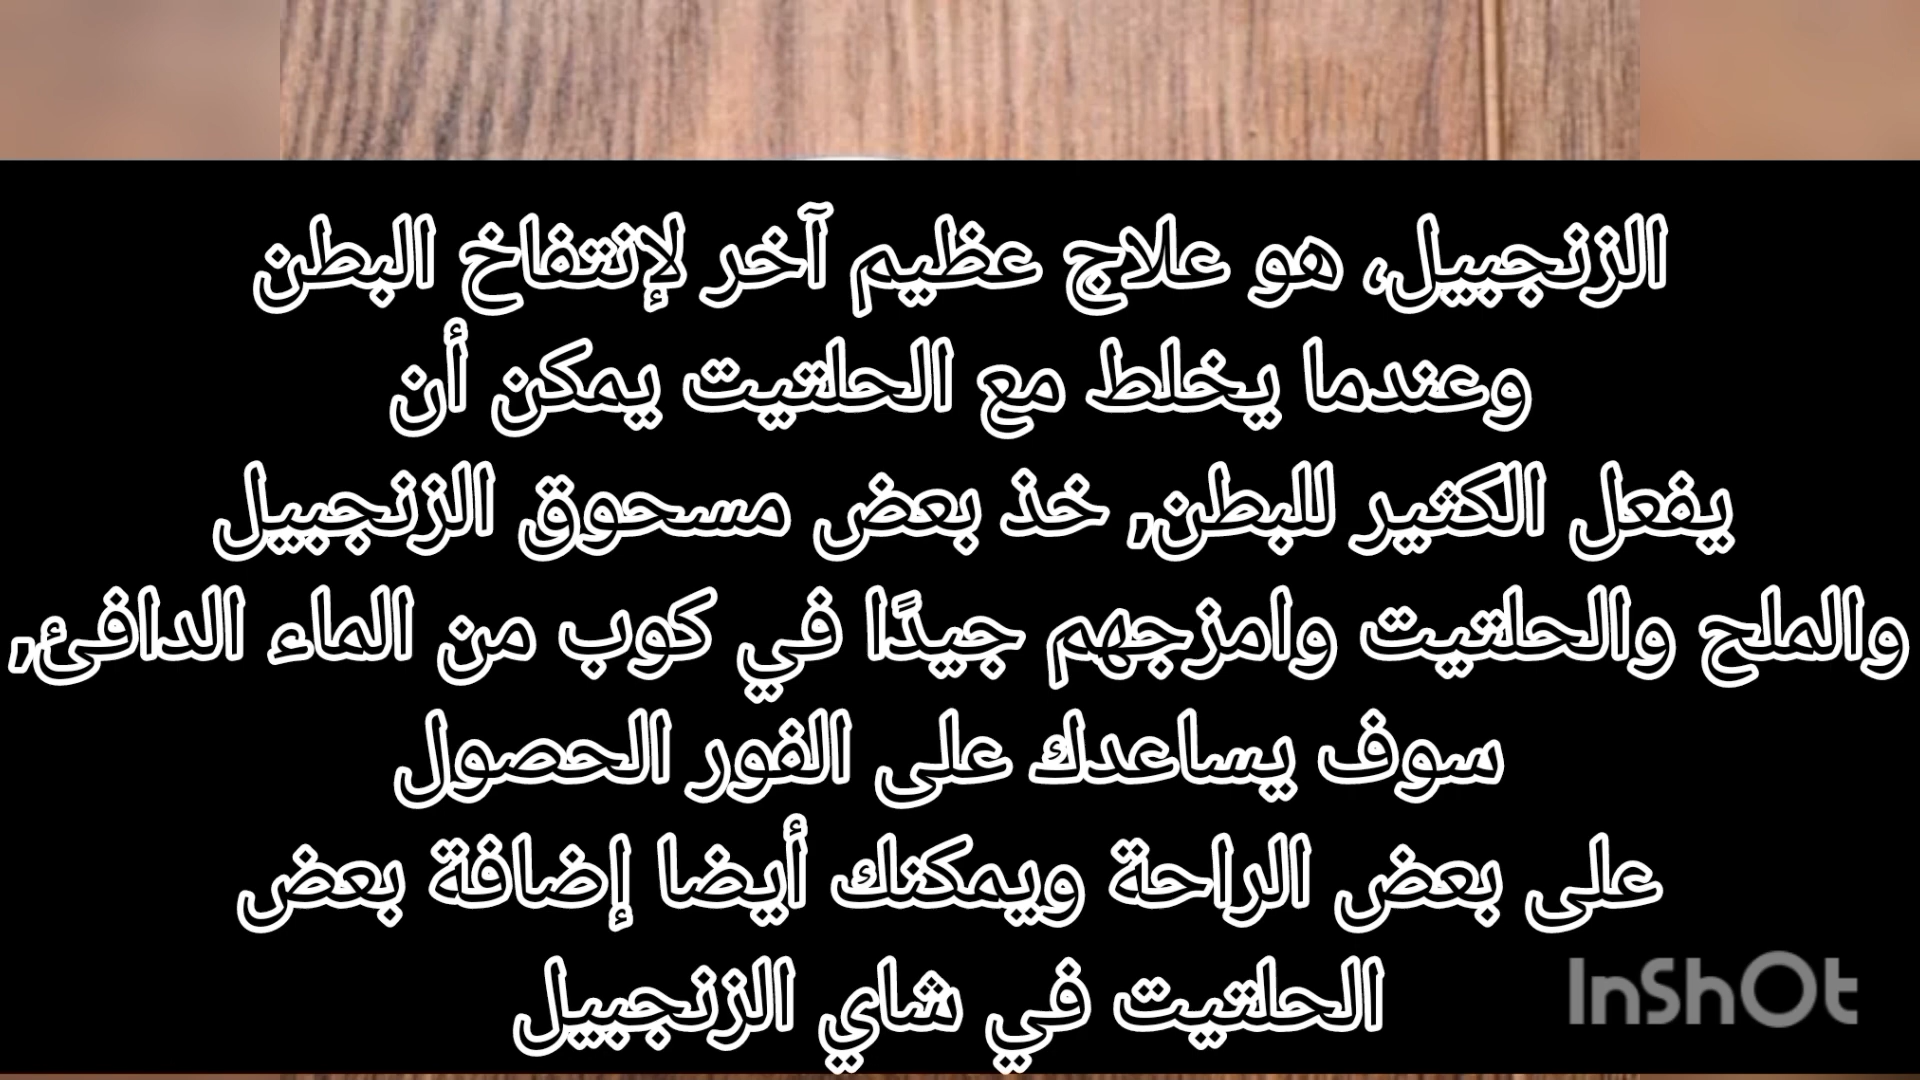 الزنجبيل، هو علاج عظيم آخر لإنتفاخ البطن
وعندما يخلط مع الحلتيت يمكن أن
يفعل الكثير للبطن, خذ بعض مسحوق الزنجبيل
والملح والحلتيت وامزجهم جيدًا في كوب من الماء الدافئ,
سوف يساعدك على الفور الحصول
على بعض الراحة ويمكنك أيضا إضافة بعض
الحلتيت في شاي الزنجبيل
InShOt